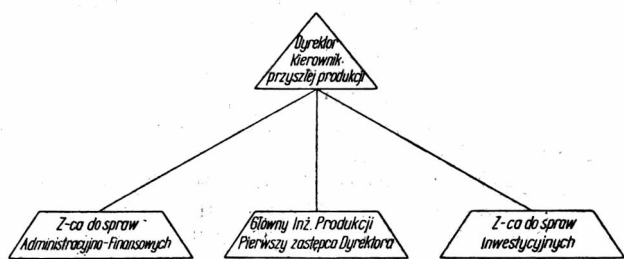 Dyrektor
Kierownik
przyszłej produkcji
Z-ca do spraw
Administracyjno-Finansowych
Główny Inż. Produkcji
Pierwszy zastępca Dyrektora
Z-ca do spraw
Inwestycyjnych